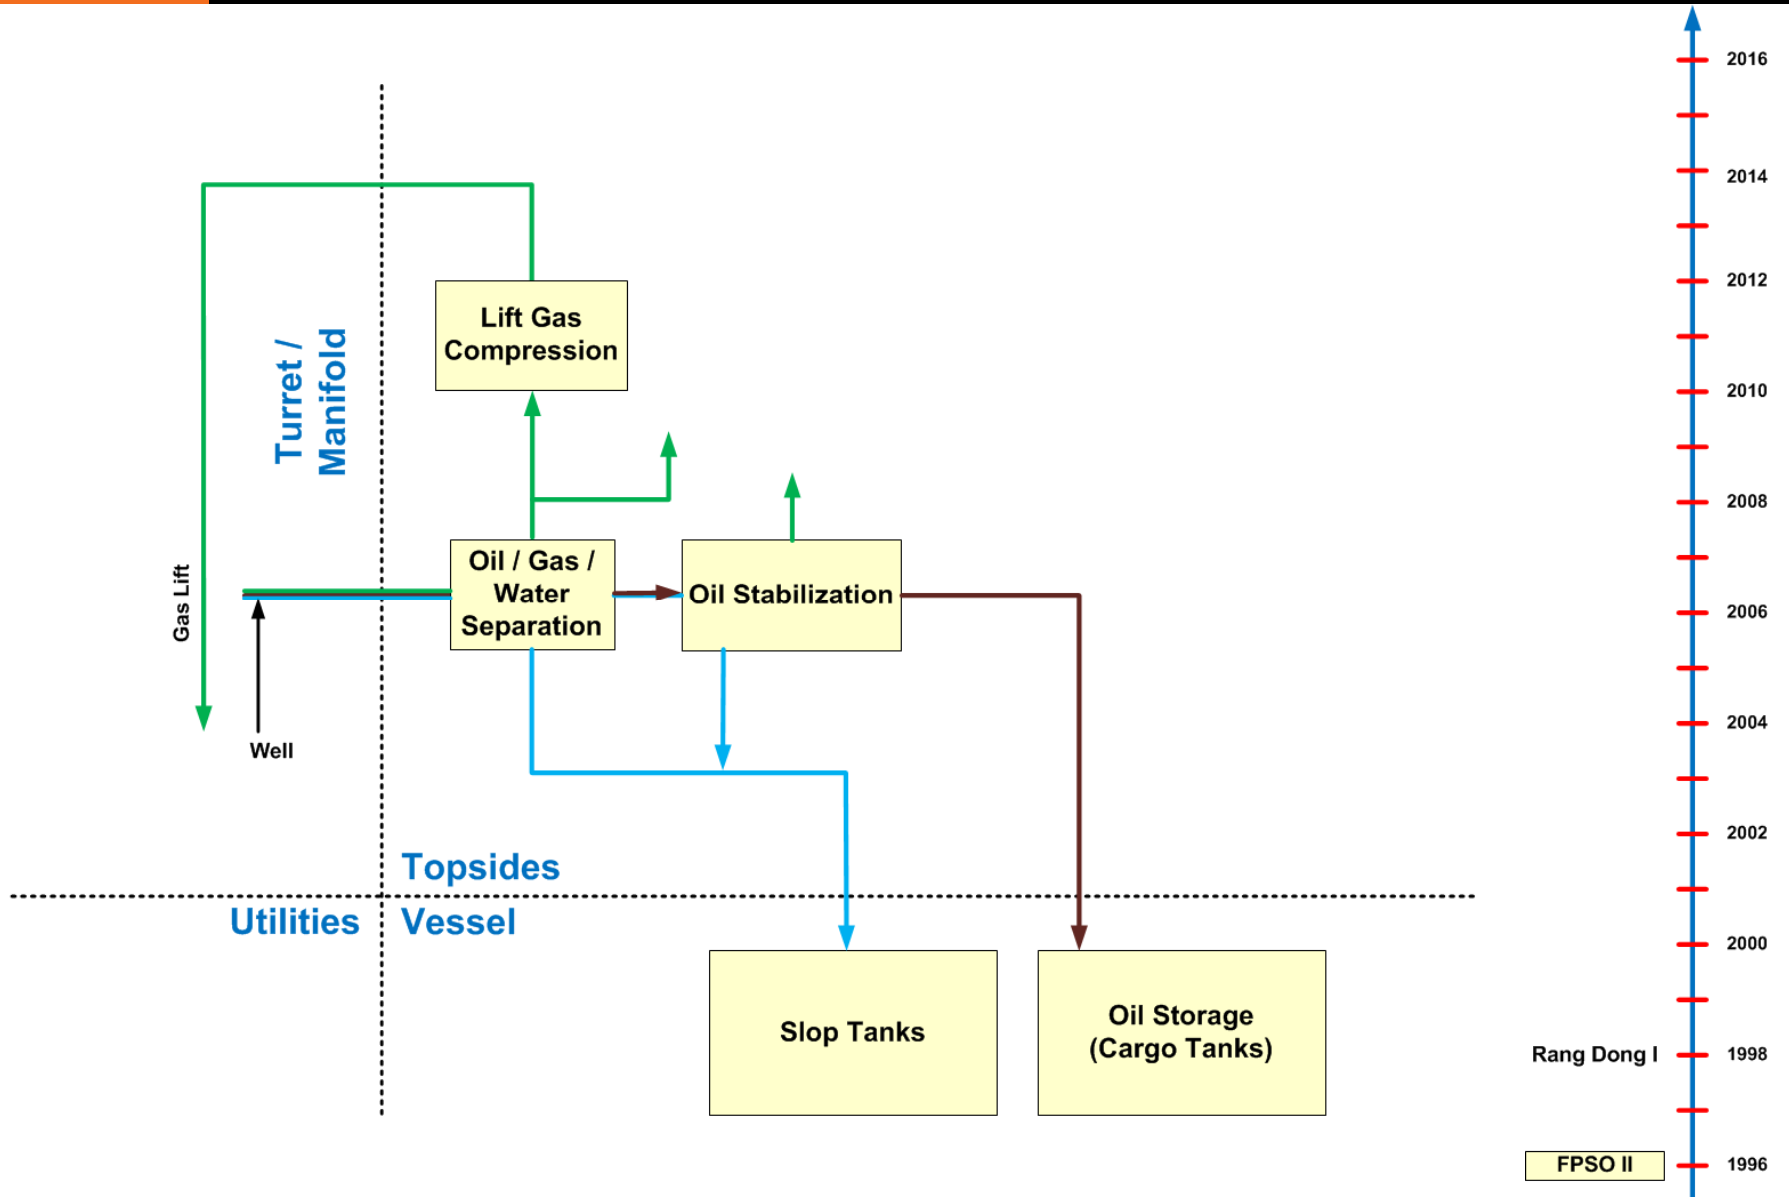 Turret /
Manifold
Lift Gas
Compression
Gas Lift
Well
Oil / Gas /
Water
Separation
Oil Stabilization
Topsides
Utilities
Vessel
Slop Tanks
Oil Storage
(Cargo Tanks)
2016
2014
2012
2010
2008
2006
2004
2002
2000
Rang Dong I 1998
FPSO II 1996